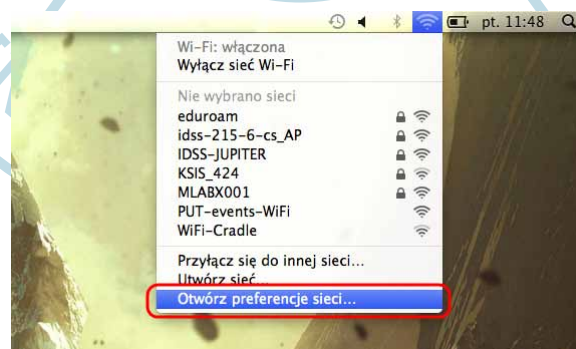 pt. 11:48
Wi-Fi: włączona
Wyłącz sieć Wi-Fi
Nie wybrano sieci
eduroam
idss-215-6-cs_AP
IDSS-JUPITER
KSIS_424
MLABX001
PUT-events-WiFi
WiFi-Cradle
Przyłącz się do innej sieci...
Utwórz sieć...
Otwórz preferencje sieci...